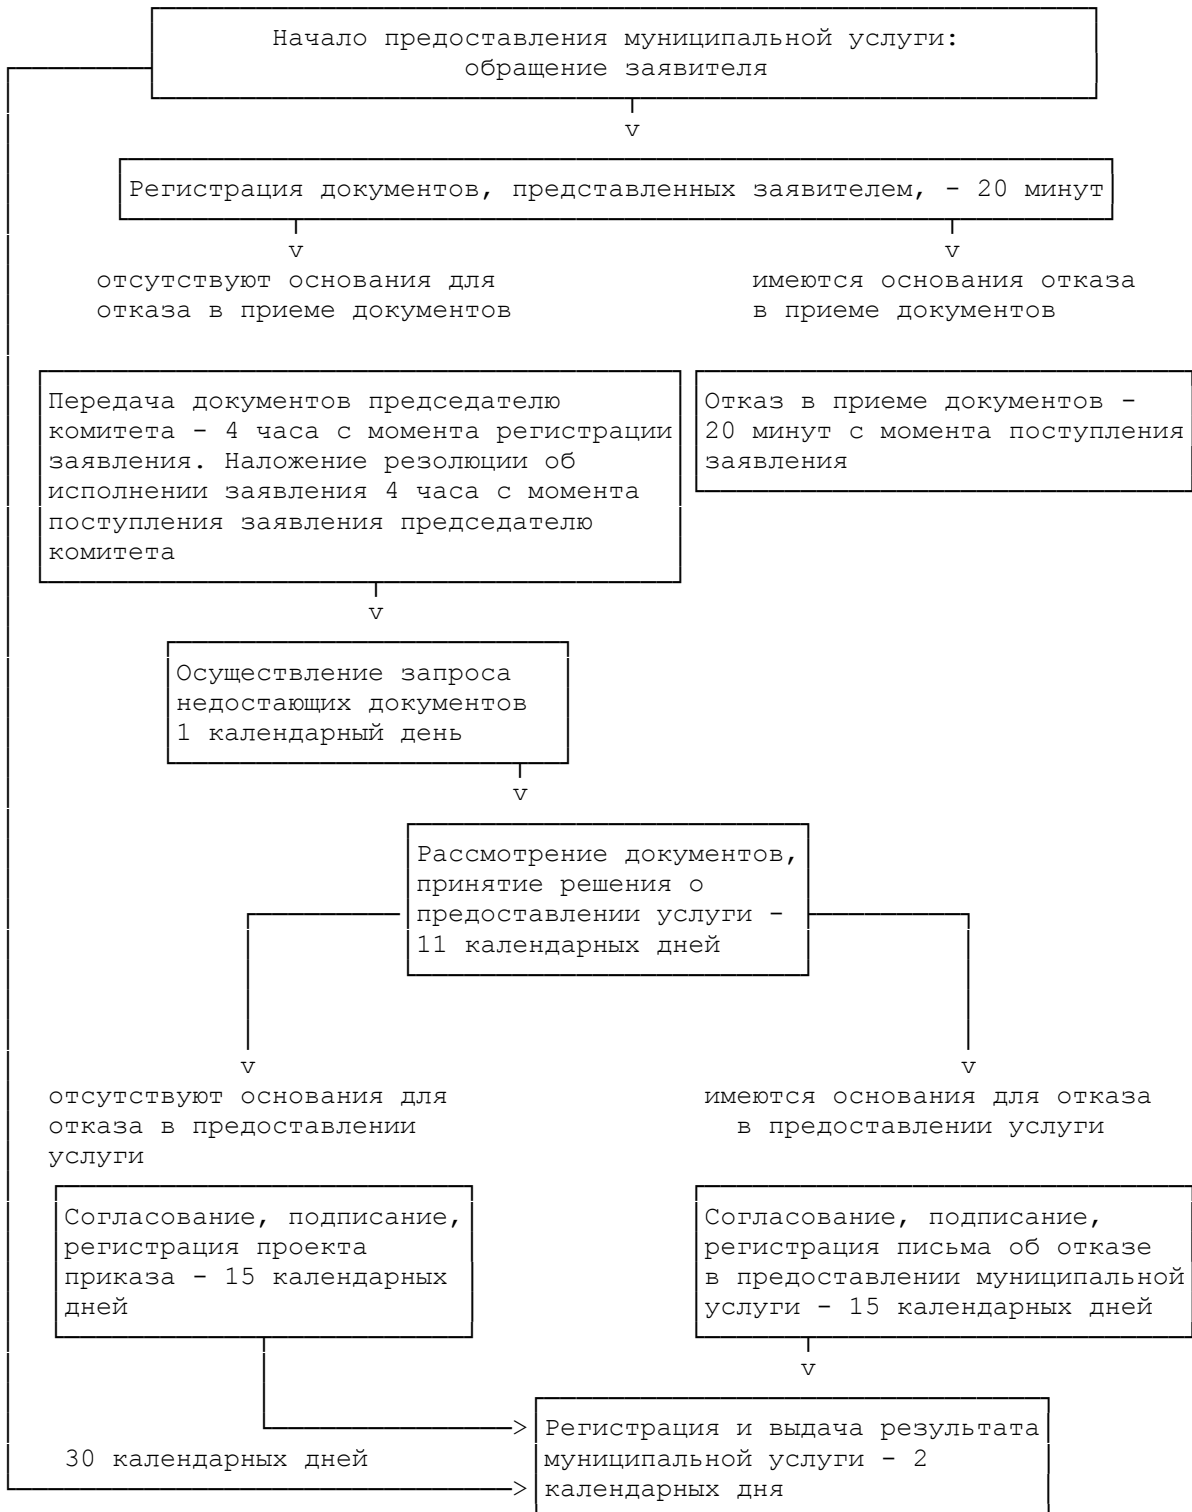 Начало предоставления муниципальной услуги:
обращение заявителя
v
Регистрация документов, представленных заявителем, - 20 минут
v v
отсутствуют основания для
отказа в приеме документов
имеются основания отказа
в приеме документов
Передача документов председателю
комитета - 4 часа с момента регистрации
заявления. Наложение резолюции об
исполнении заявления 4 часа с момента
поступления заявления председателю
комитета
Отказ в приеме документов -
20 минут с момента поступления
заявления
v
Осуществление запроса
недостающих документов
1 календарный день
v
Рассмотрение документов,
принятие решения о
предоставлении услуги -
11 календарных дней
v v
отсутствуют основания для
отказа в предоставлении
услуги
имеются основания для отказа
в предоставлении услуги
Согласование, подписание,
регистрация проекта
приказа - 15 календарных
дней
Согласование, подписание,
регистрация письма об отказе
в предоставлении муниципальной
услуги - 15 календарных дней
v
> Регистрация и выдача результата
муниципальной услуги - 2
> календарных дня
30 календарных дней